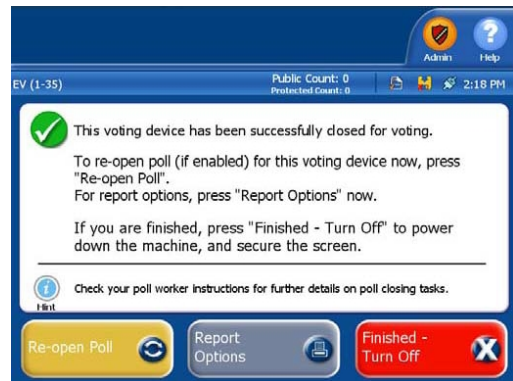 Admin Help
EV (1-35) Public Count: 0 2:18 PM
Protected Count: 0
This voting device has been successfully closed for voting.
To re-open poll (if enabled) for this voting device now, press
"Re-open Poll".
For report options, press "Report Options" now.
If you are finished, press "Finished - Turn Off" to power
down the machine, and secure the screen.
Check your poll worker instructions for further details on poll closing tasks.
Hint
Re-open Poll
Report
Options
Finished -
Turn Off